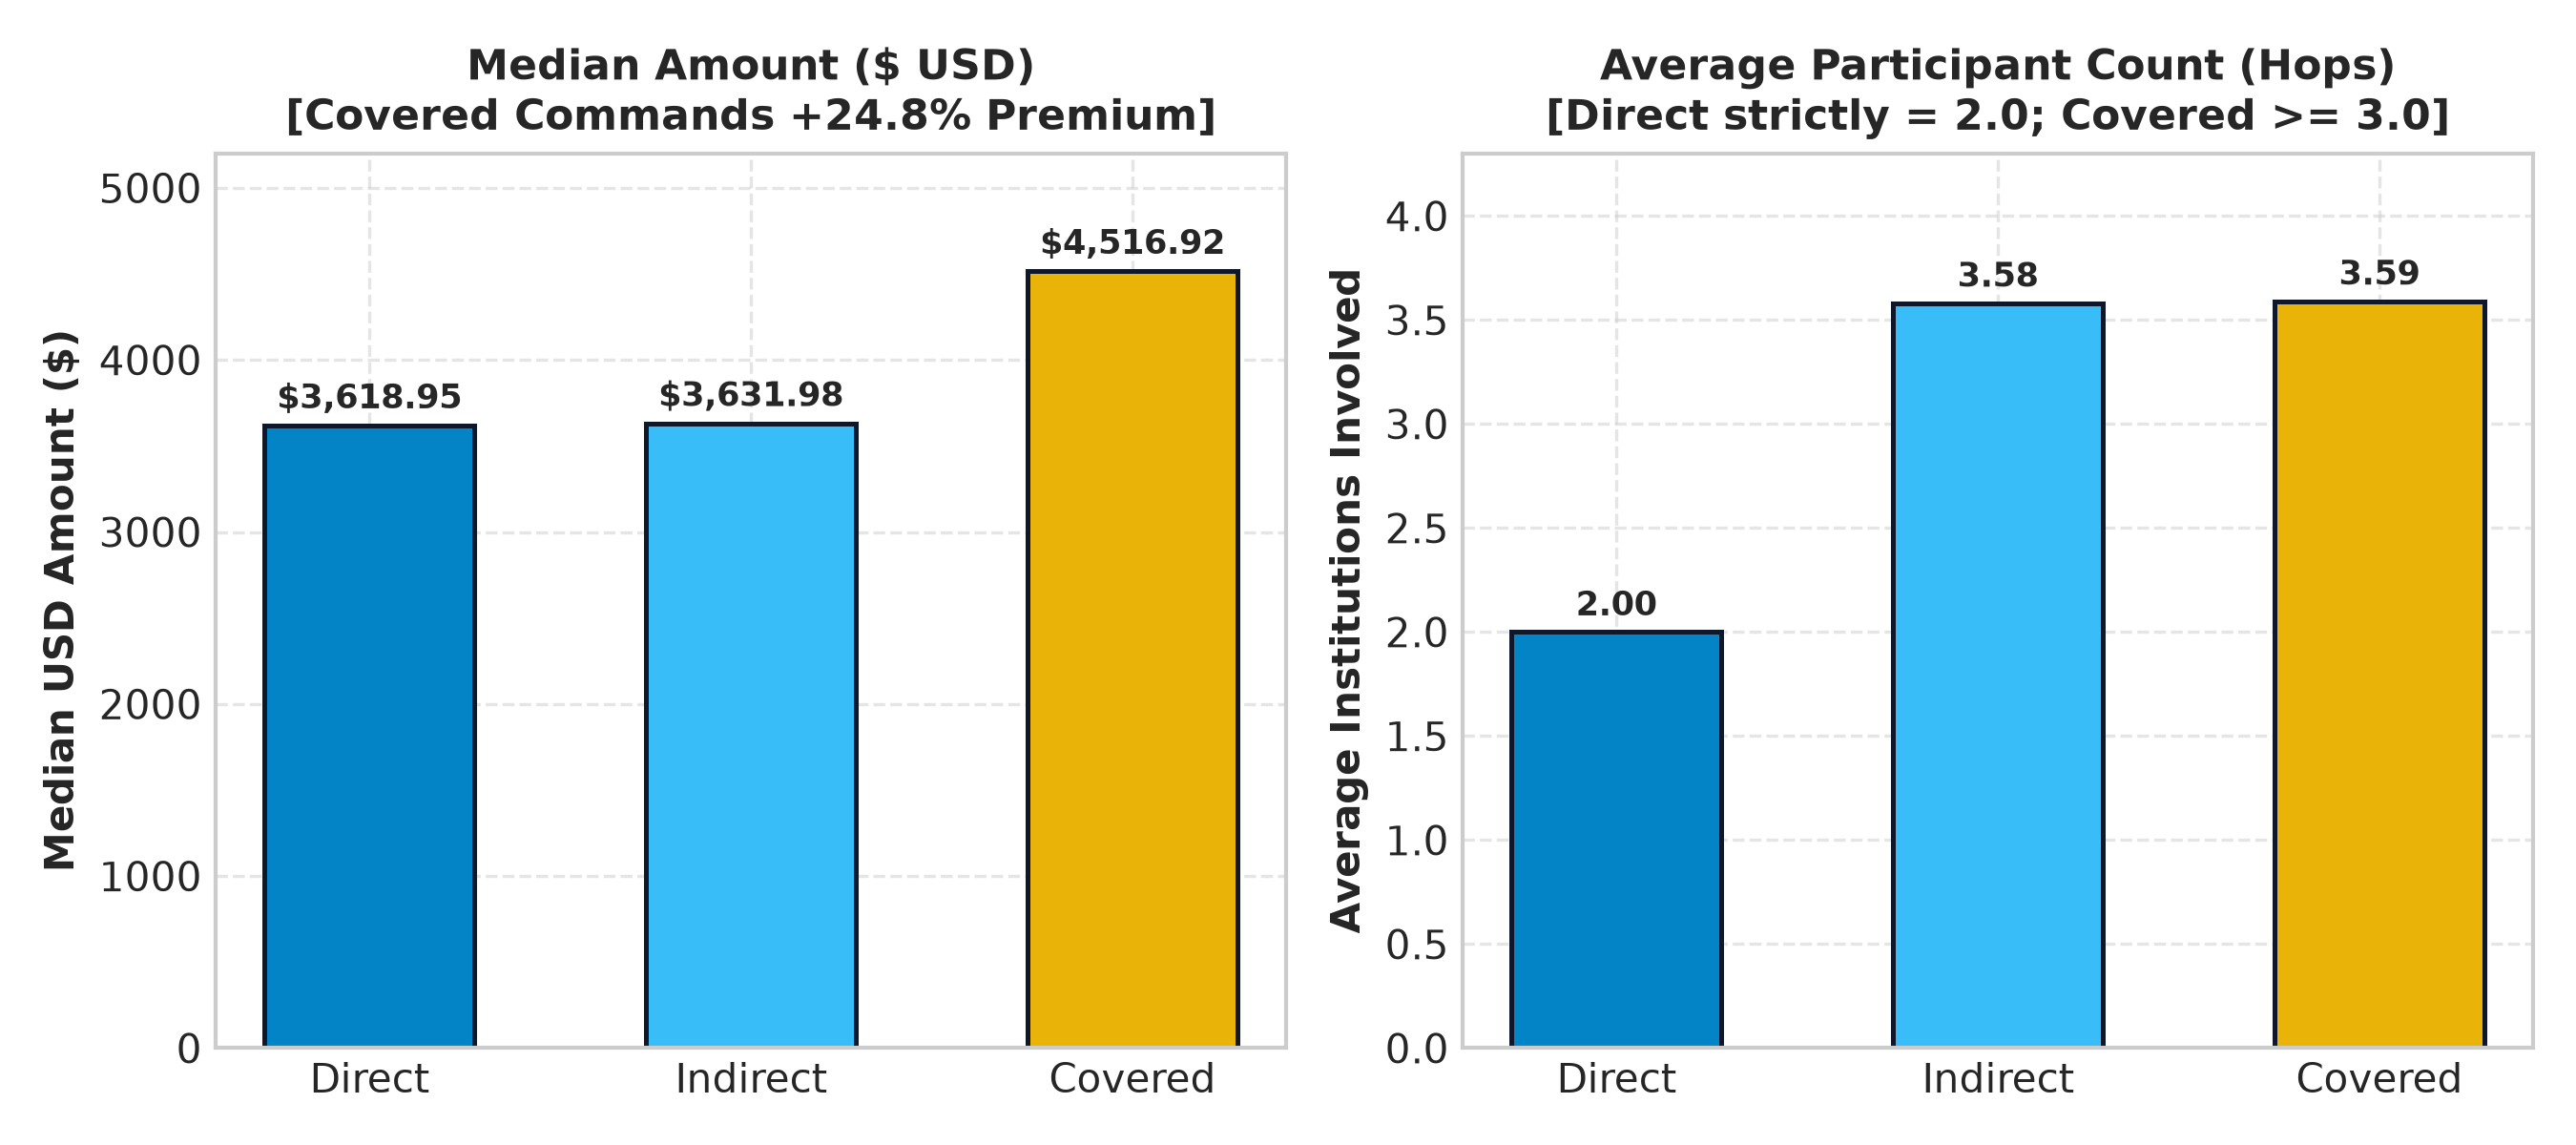 Median Amount ($ USD)
[Covered Commands +24.8% Premium]
Median USD Amount ($)
5000
4000
3000
2000
1000
0
$3,618.95
$3,631.98
$4,516.92
Direct
Indirect
Covered
Average Participant Count (Hops)
[Direct strictly = 2.0; Covered >= 3.0]
Average Institutions Involved
4.0
3.5
3.0
2.5
2.0
1.5
1.0
0.5
0.0
2.00
3.58
3.59
Direct
Indirect
Covered